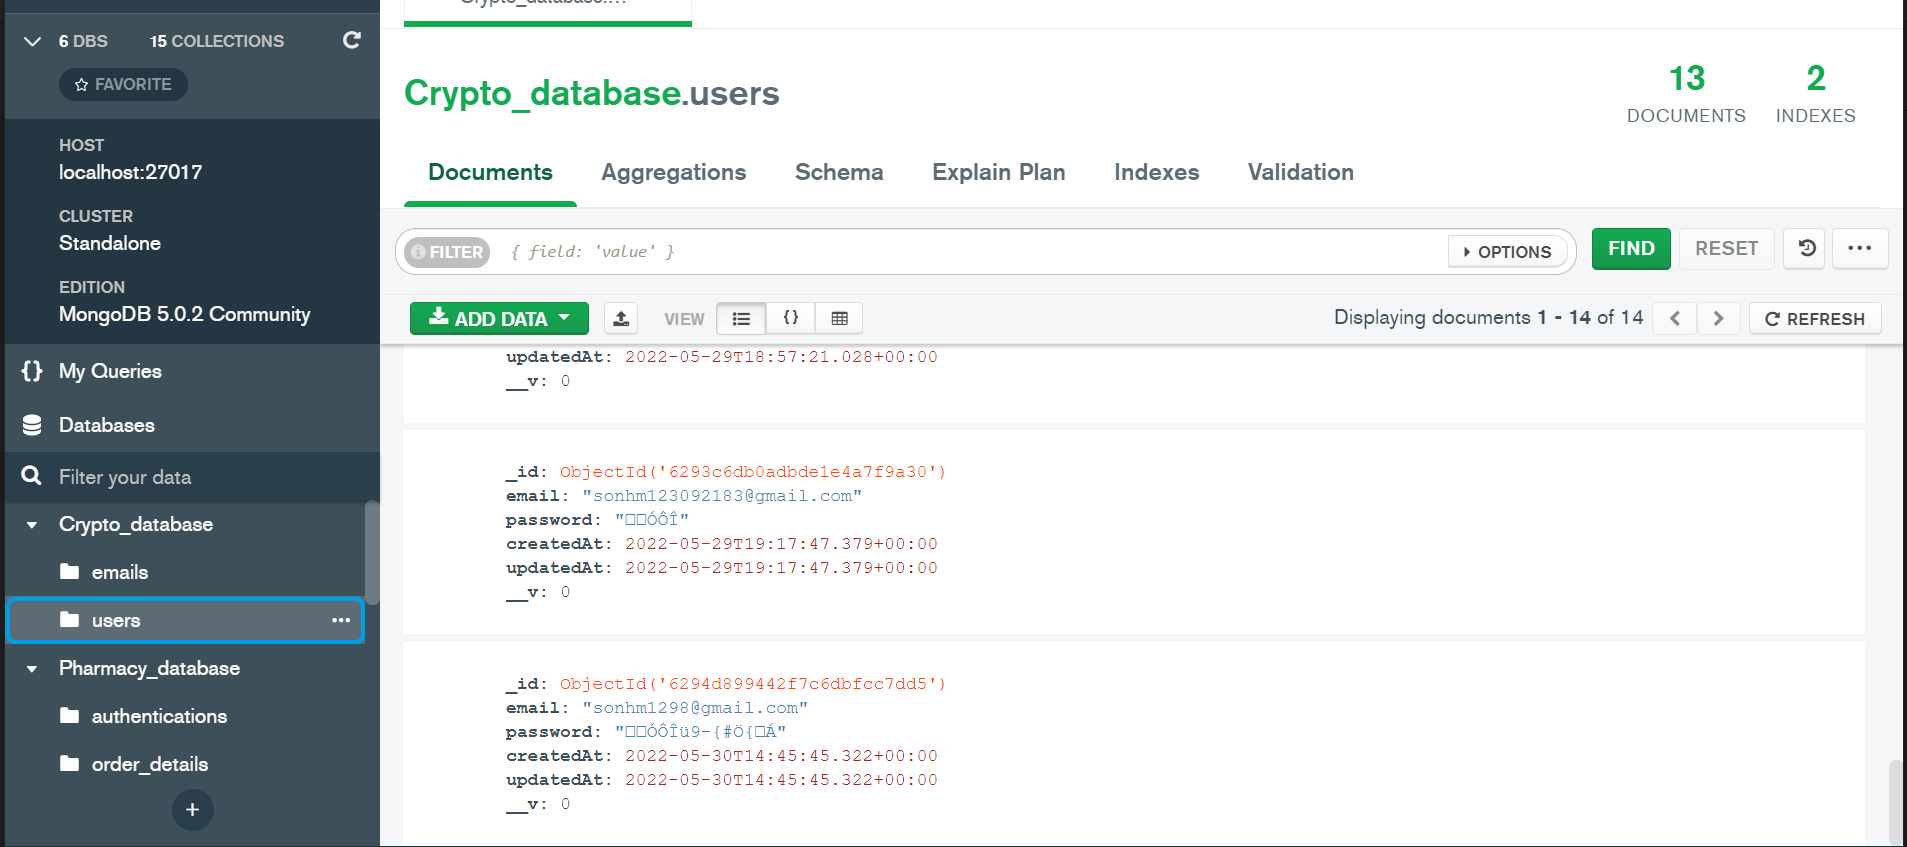 6 DBS 15 COLLECTIONS
FAVORITE
HOST
localhost:27017
CLUSTER
Standalone
EDITION
MongoDB 5.0.2 Community
My Queries
Databases
Filter your data
Crypto_database
emails
users
Pharmacy_database
authentications
order_details
+
Crypto_database....
Crypto_database.users
13
DOCUMENTS
2
INDEXES
Documents Aggregations Schema Explain Plan Indexes Validation
FILTER { field: 'value' } OPTIONS FIND RESET ...
ADD DATA VIEW {} Displaying documents 1 - 14 of 14 < > REFRESH
updatedAt: 2022-05-29T18:57:21.028+00:00
__v: 0
_id: ObjectId('6293c6db0adbde1e4a7f9a30')
email: "sonhm123092183@gmail.com"
password: "□□ÓÔÎ"
createdAt: 2022-05-29T19:17:47.379+00:00
updatedAt: 2022-05-29T19:17:47.379+00:00
__v: 0
_id: ObjectId('6294d899442f7c6dbfcc7dd5')
email: "sonhm1298@gmail.com"
password: "□□ÓÔÎü9-{#Ö{□Á"
createdAt: 2022-05-30T14:45:45.322+00:00
updatedAt: 2022-05-30T14:45:45.322+00:00
__v: 0